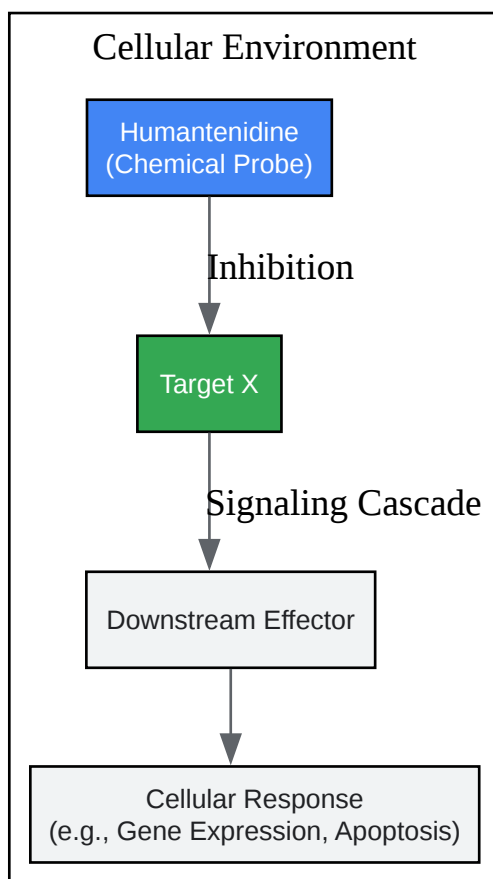 Cellular Environment
Humantenidine
(Chemical Probe)
Inhibition
Target X
Signaling Cascade
Downstream Effector
Cellular Response
(e.g., Gene Expression, Apoptosis)